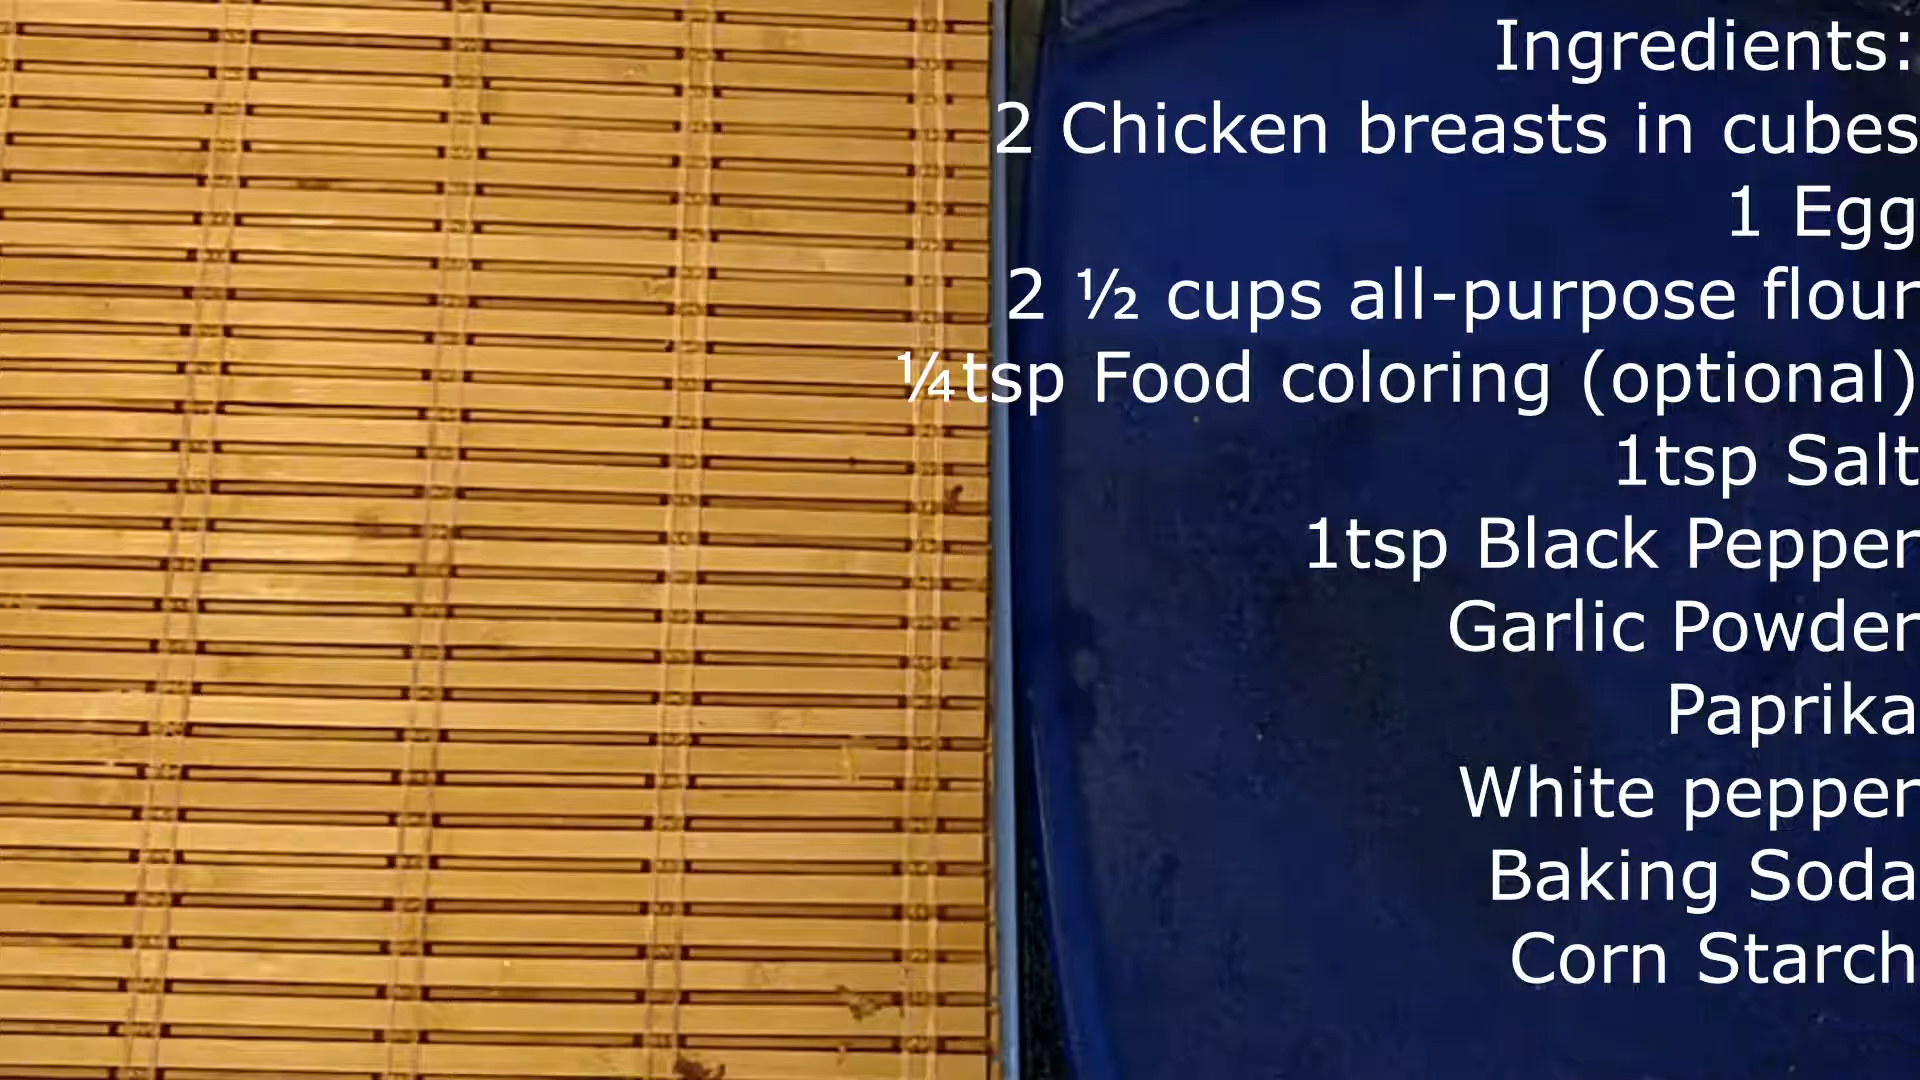 Ingredients:
2 Chicken breasts in cubes
1 Egg
2 ½ cups all-purpose flour
¼tsp Food coloring (optional)
1tsp Salt
1tsp Black Pepper
Garlic Powder
Paprika
White pepper
Baking Soda
Corn Starch